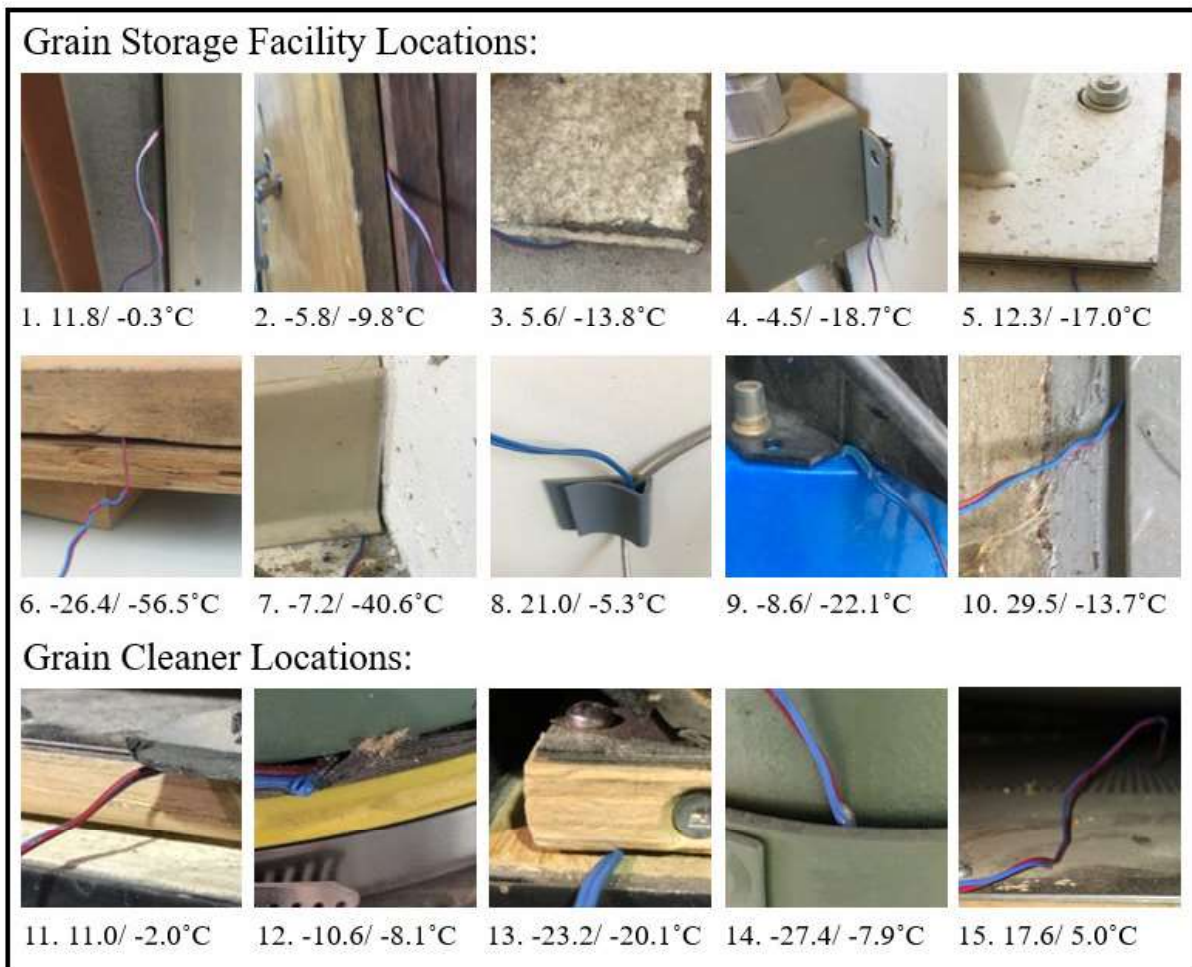 Grain Storage Facility Locations:
1. 11.8/ -0.3˚C
2. -5.8/ -9.8˚C
3. 5.6/ -13.8˚C
4. -4.5/ -18.7˚C
5. 12.3/ -17.0˚C
6. -26.4/ -56.5˚C
7. -7.2/ -40.6˚C
8. 21.0/ -5.3˚C
9. -8.6/ -22.1˚C
10. 29.5/ -13.7˚C
Grain Cleaner Locations:
11. 11.0/ -2.0˚C
12. -10.6/ -8.1˚C
13. -23.2/ -20.1˚C
14. -27.4/ -7.9˚C
15. 17.6/ 5.0˚C